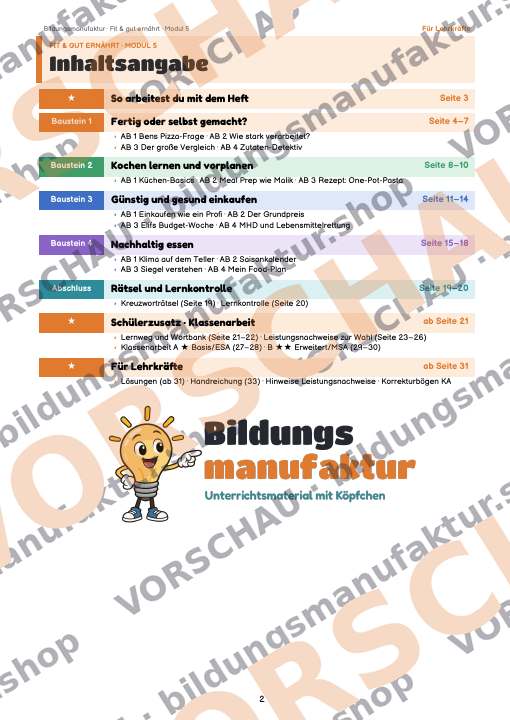 Bildungsmanufaktur · Fit & gut ernährt · Modul 5
Für Lehrkräfte
FIT & GUT ERNÄHRT · MODUL 5
Inhaltsangabe
★ So arbeitest du mit dem Heft Seite 3
Baustein 1 Fertig oder selbst gemacht? Seite 4–7
◦ AB 1 Bens Pizza-Frage · AB 2 Wie stark verarbeitet?
◦ AB 3 Der große Vergleich · AB 4 Zutaten-Detektiv
Baustein 2 Kochen lernen und vorplanen Seite 8–10
◦ AB 1 Küchen-Basics · AB 2 Meal Prep wie Malik · AB 3 Rezept: One-Pot-Pasta
Baustein 3 Günstig und gesund einkaufen Seite 11–14
◦ AB 1 Einkaufen wie ein Profi · AB 2 Der Grundpreis
◦ AB 3 Elifs Budget-Woche · AB 4 MHD und Lebensmittelrettung
Baustein 4 Nachhaltig essen Seite 15–18
◦ AB 1 Klima auf dem Teller · AB 2 Saisonkalender
◦ AB 3 Siegel verstehen · AB 4 Mein Food-Plan
Abschluss Rätsel und Lernkontrolle Seite 19–20
◦ Kreuzworträtsel (Seite 19) · Lernkontrolle (Seite 20)
★ Schülerzusatz · Klassenarbeit ab Seite 21
◦ Lernweg und Wortbank (Seite 21–22) · Leistungsnachweise zur Wahl (Seite 23–26)
◦ Klassenarbeit A ★ Basis/ESA (27–28) · B ★★ Erweitert/MSA (29–30)
★ Für Lehrkräfte ab Seite 31
◦ Lösungen (ab 31) · Handreichung (33) · Hinweise Leistungsnachweise · Korrekturbögen KA
Bildungs
manufaktur
Unterrichtsmaterial mit Köpfchen
VORSCHAU · bildungsmanufaktur.shop
2